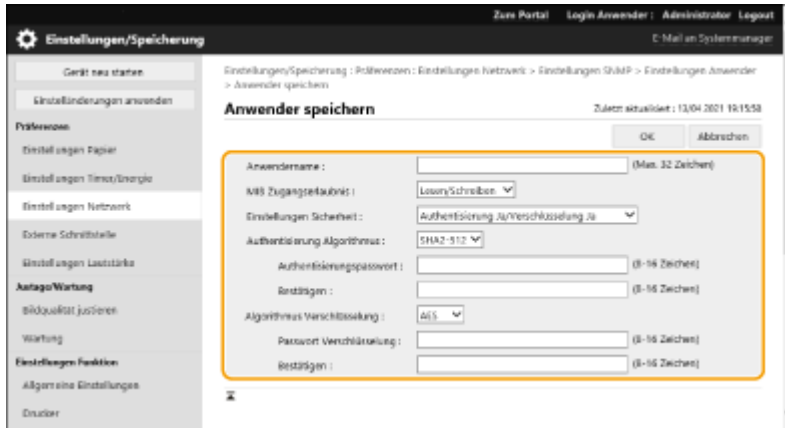 Zum Portal Login Anwender : Administrator Logout
Einstellungen/Speicherung
E-Mail an Systemmanager
Gerät neu starten
Einstelländerungen anwenden
Präferenzen
Einstellungen Papier
Einstellungen Timer/Energie
Einstellungen Netzwerk
Externe Schnittstelle
Einstellungen Lautstärke
Justage/Wartung
Bildqualität justieren
Wartung
Einstellungen Funktion
Allgemeine Einstellungen
Drucker
Einstellungen/Speicherung : Präferenzen : Einstellungen Netzwerk > Einstellungen SNMP > Einstellungen Anwender
> Anwender speichern
Anwender speichern
Zuletzt aktualisiert : 13/04 2021 19:15:58
OK Abbrechen
Anwendername : (Max. 32 Zeichen)
MIB Zugangserlaubnis : Lesen/Schreiben
Einstellungen Sicherheit : Authentisierung Ja/Verschlüsselung Ja
Authentisierung Algorithmus : SHA2-512
Authentisierungspasswort : (8-16 Zeichen)
Bestätigen : (8-16 Zeichen)
Algorithmus Verschlüsselung : AES
Passwort Verschlüsselung : (8-16 Zeichen)
Bestätigen : (8-16 Zeichen)